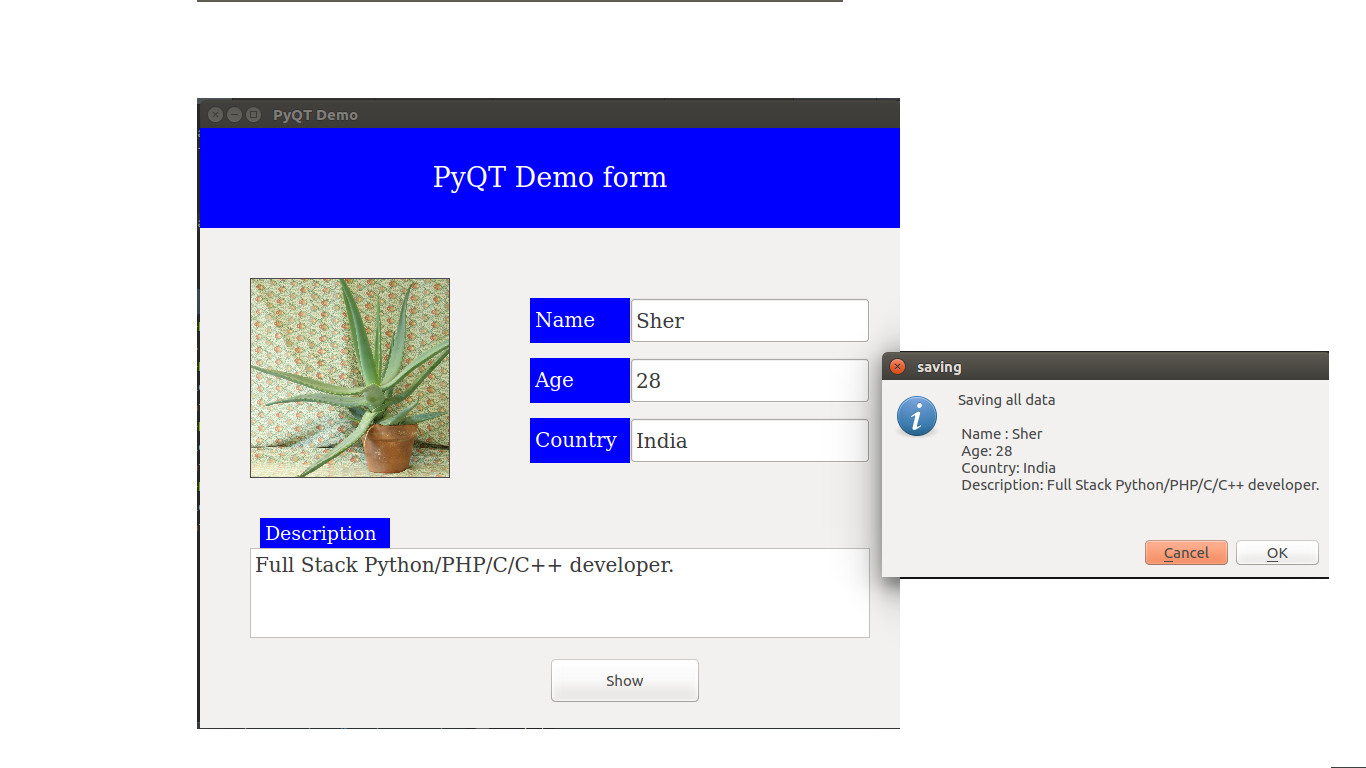 PyQT Demo
PyQT Demo form
Name Sher
Age 28
Country India
Description
Full Stack Python/PHP/C/C++ developer.
Show
saving
Saving all data
Name : Sher
Age: 28
Country: India
Description: Full Stack Python/PHP/C/C++ developer.
Cancel OK